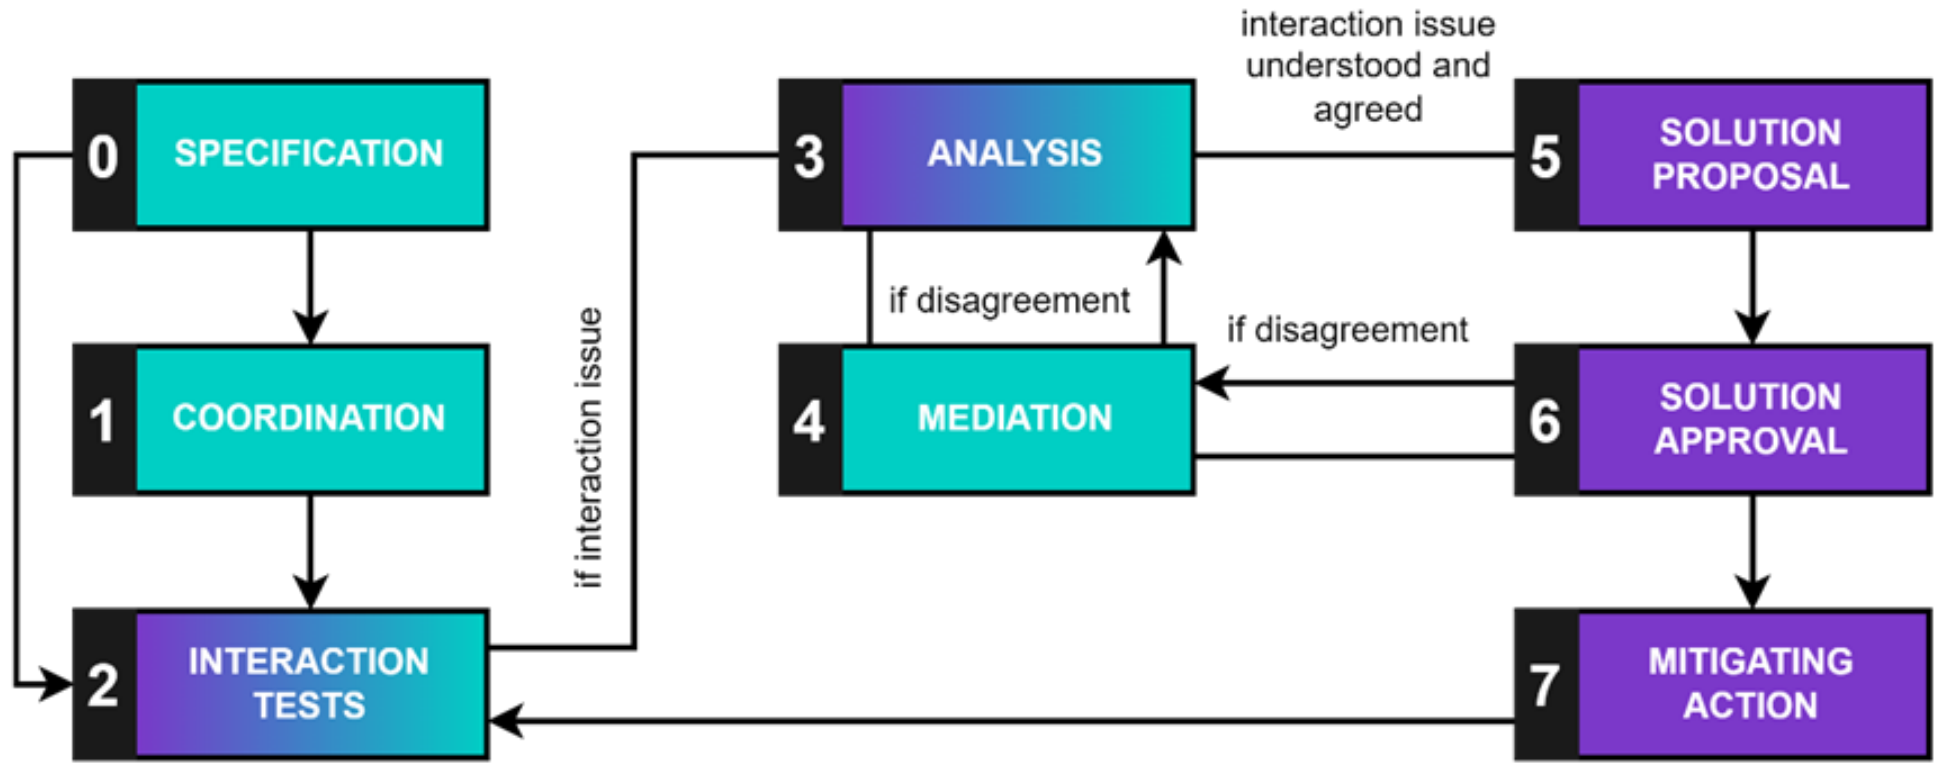 0
SPECIFICATION
1
COORDINATION
2
INTERACTION
TESTS
if interaction issue
3
ANALYSIS
if disagreement
4
MEDIATION
interaction issue
understood and
agreed
if disagreement
5
SOLUTION
PROPOSAL
6
SOLUTION
APPROVAL
7
MITIGATING
ACTION